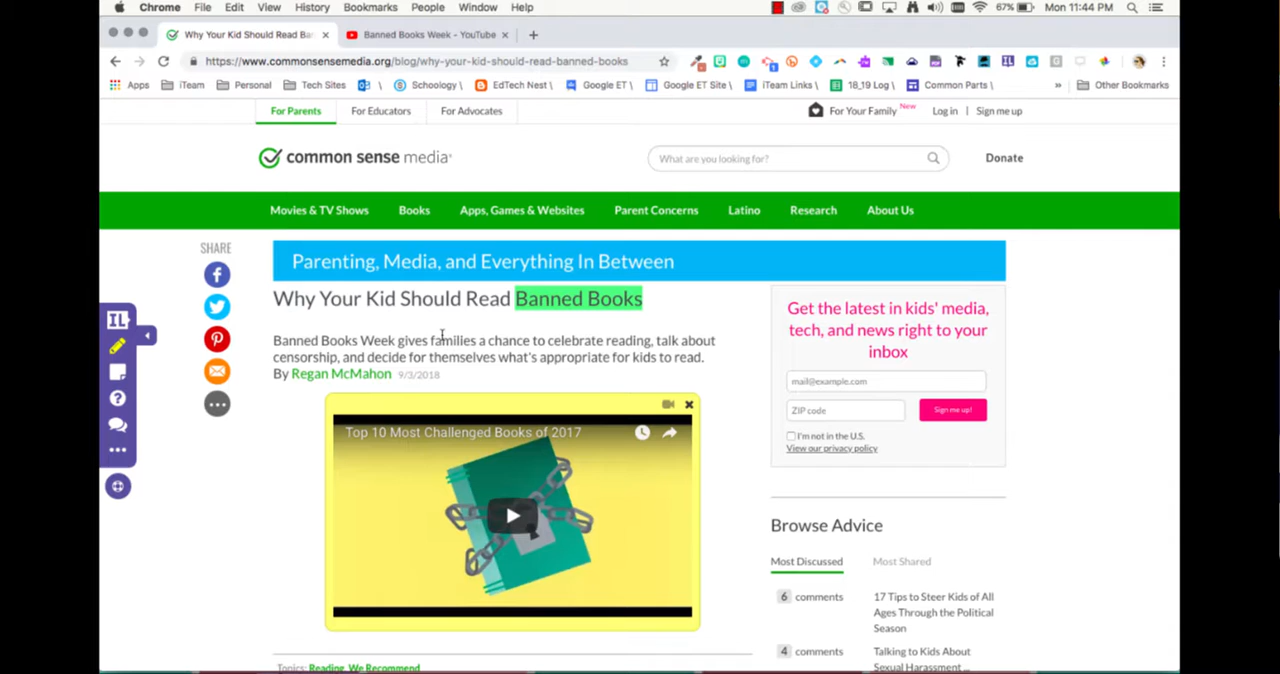 Chrome File Edit View History Bookmarks People Window Help 67% Mon 11:44 PM
Why Your Kid Should Read Ban × Banned Books Week - YouTube ×
https://www.commonsensemedia.org/blog/why-your-kid-should-read-banned-books
Apps iTeam Personal Tech Sites \ Schoology \ EdTech Nest \ Google ET \ Google ET Site \ iTeam Links \ 18_19 Log \ Common Parts \ » Other Bookmarks
For Parents For Educators For Advocates For Your Family New Log in | Sign me up
common sense media
What are you looking for?
Donate
Movies & TV Shows Books Apps, Games & Websites Parent Concerns Latino Research About Us
SHARE
Parenting, Media, and Everything In Between
Why Your Kid Should Read Banned Books
Banned Books Week gives families a chance to celebrate reading, talk about
censorship, and decide for themselves what's appropriate for kids to read.
By Regan McMahon 9/3/2018
IL
Top 10 Most Challenged Books of 2017
Topics: Reading, We Recommend
Get the latest in kids' media,
tech, and news right to your
inbox
mail@example.com
ZIP code Sign me up!
I'm not in the U.S.
View our privacy policy
Browse Advice
Most Discussed Most Shared
6 comments 17 Tips to Steer Kids of All
Ages Through the Political
Season
4 comments Talking to Kids About
Sexual Harassment ...